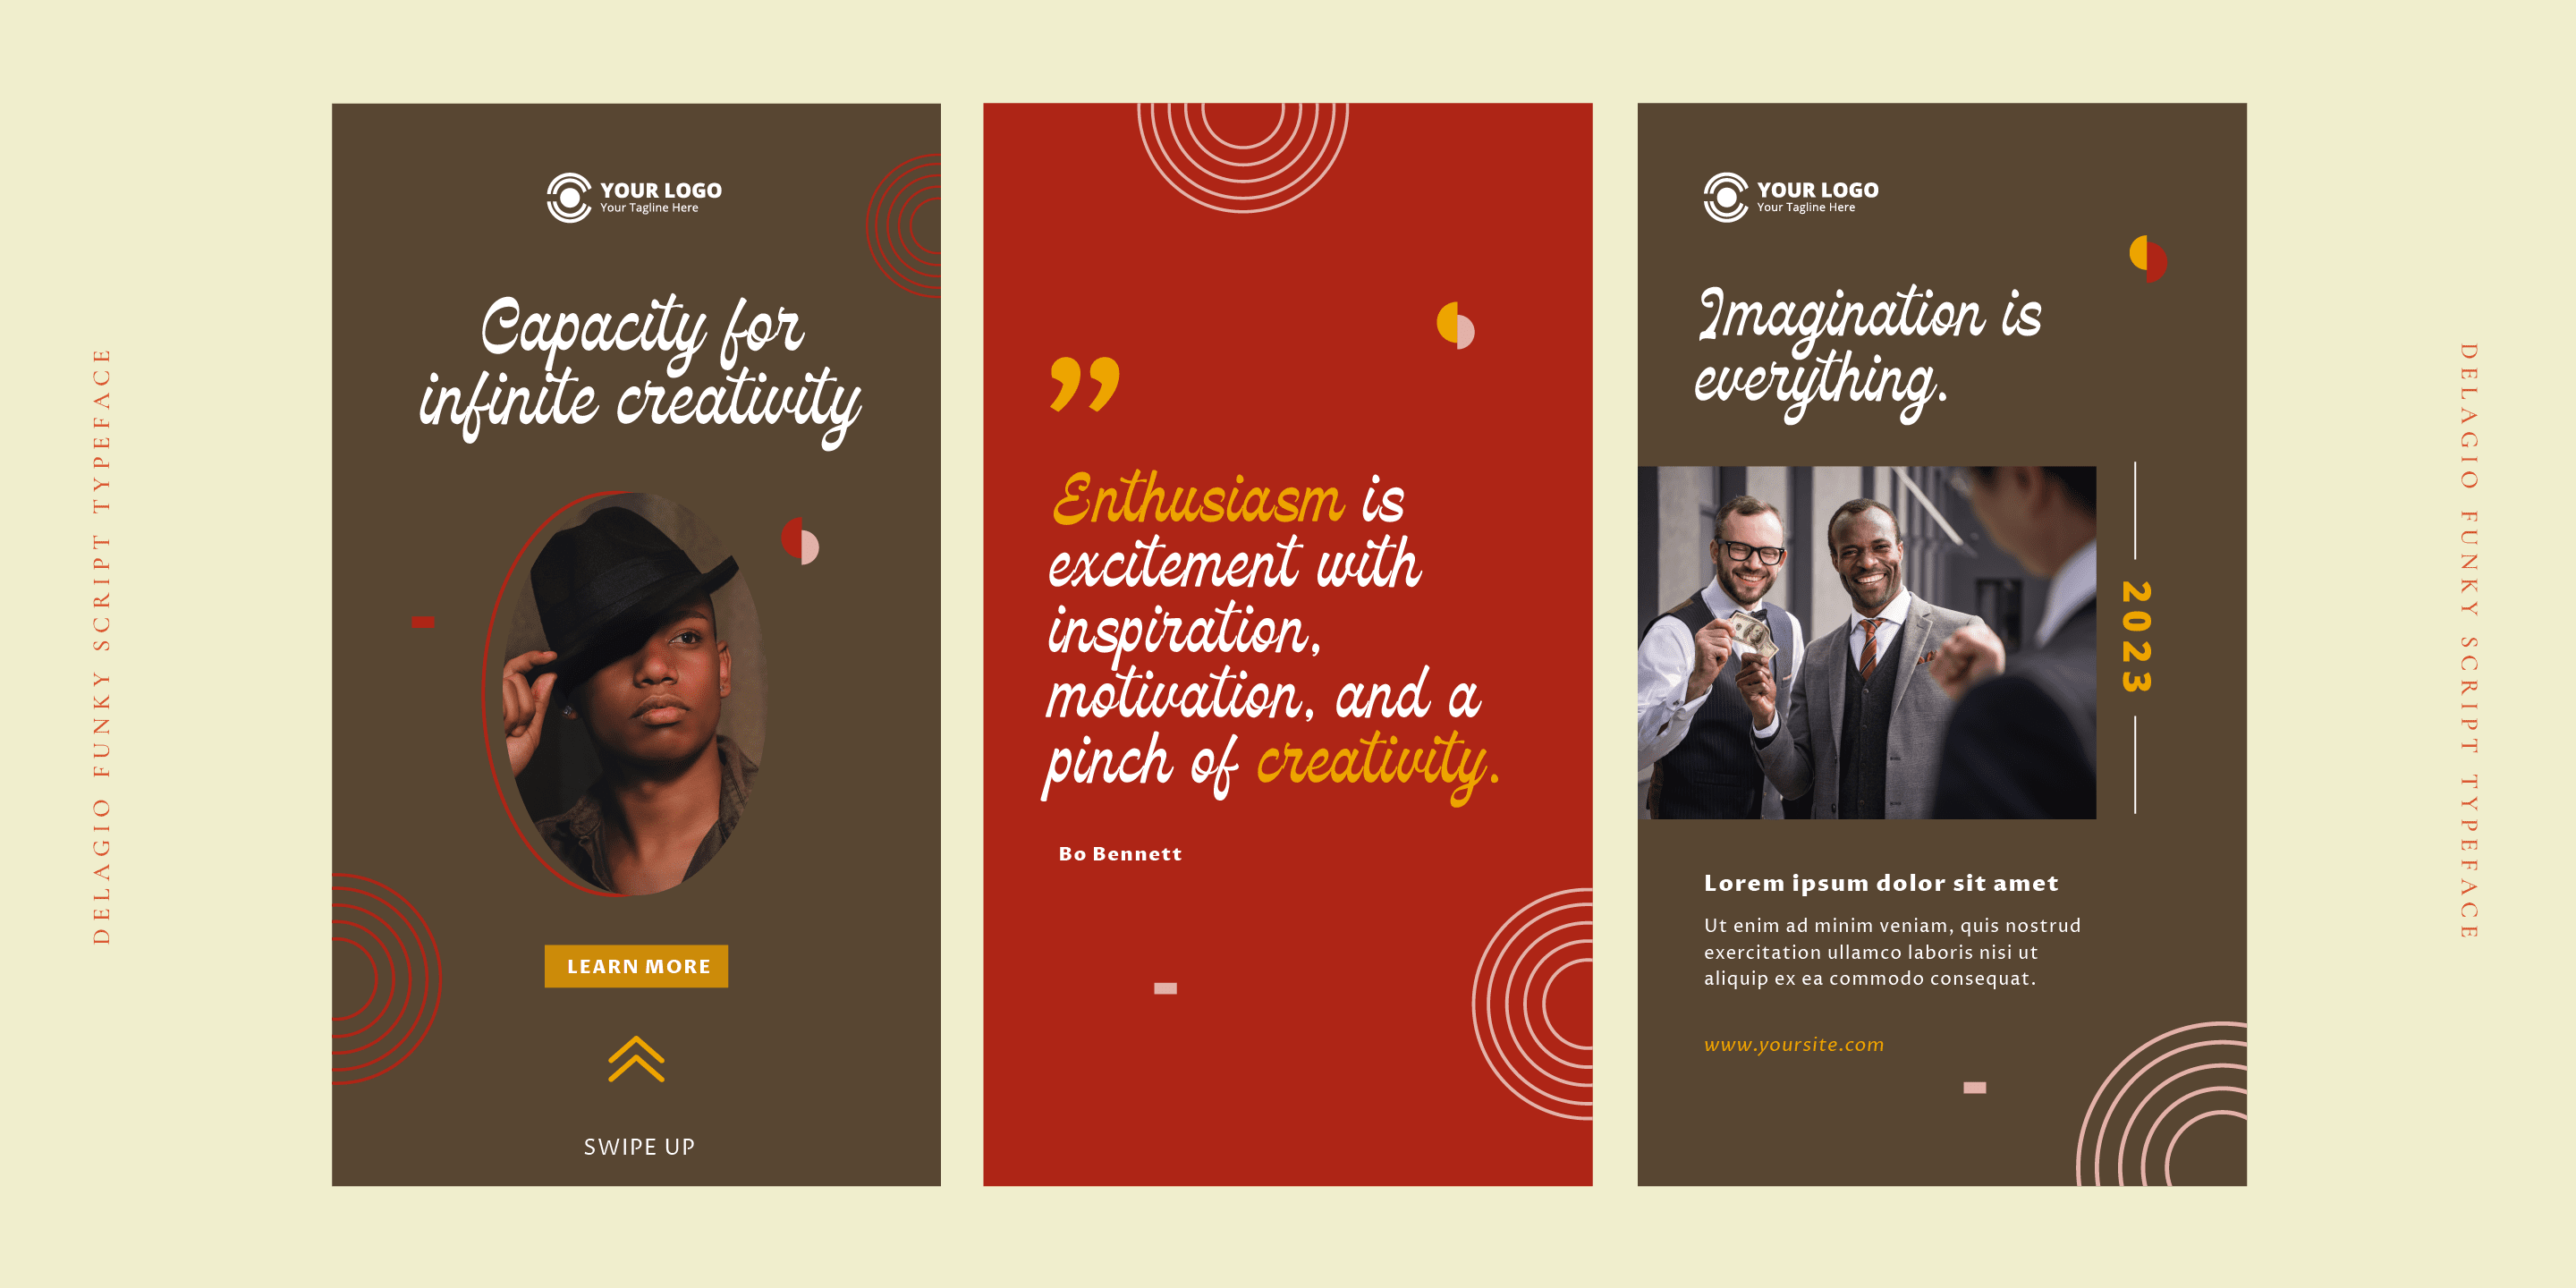 DELAGIO FUNKY SCRIPT TYPEFACE
YOUR LOGO
Your Tagline Here
Capacity for
infinite creativity
LEARN MORE
SWIPE UP
”
Enthusiasm is
excitement with
inspiration,
motivation, and a
pinch of creativity.
Bo Bennett
YOUR LOGO
Your Tagline Here
Imagination is
everything.
2023
Lorem ipsum dolor sit amet
Ut enim ad minim veniam, quis nostrud
exercitation ullamco laboris nisi ut
aliquip ex ea commodo consequat.
www.yoursite.com
DELAGIO FUNKY SCRIPT TYPEFACE